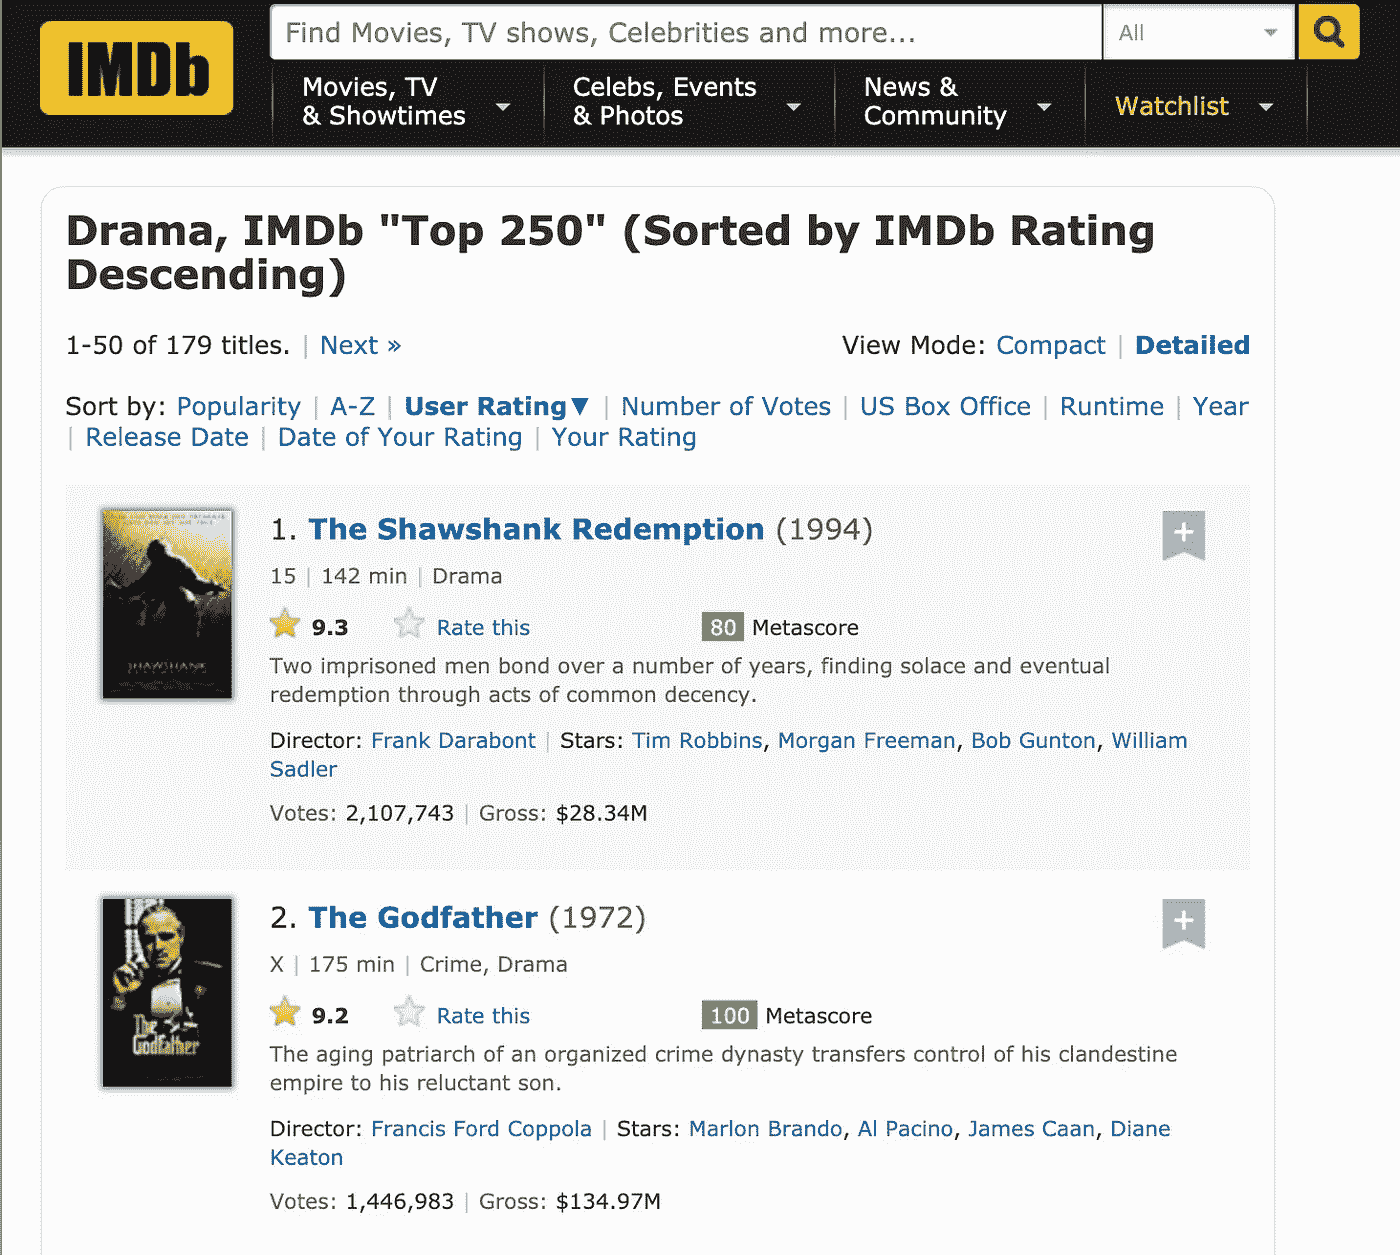 IMDb
Find Movies, TV shows, Celebrities and more...
All
Movies, TV
& Showtimes
Celebs, Events
& Photos
News &
Community
Watchlist
Drama, IMDb "Top 250" (Sorted by IMDb Rating
Descending)
1-50 of 179 titles. | Next »
View Mode: Compact | Detailed
Sort by: Popularity | A-Z | User Rating▼ | Number of Votes | US Box Office | Runtime | Year
| Release Date | Date of Your Rating | Your Rating
SHAWSHANK
1. The Shawshank Redemption (1994)
15 | 142 min | Drama
9.3 Rate this 80 Metascore
Two imprisoned men bond over a number of years, finding solace and eventual
redemption through acts of common decency.
Director: Frank Darabont | Stars: Tim Robbins, Morgan Freeman, Bob Gunton, William
Sadler
Votes: 2,107,743 | Gross: $28.34M
The
Godfather
2. The Godfather (1972)
X | 175 min | Crime, Drama
9.2 Rate this 100 Metascore
The aging patriarch of an organized crime dynasty transfers control of his clandestine
empire to his reluctant son.
Director: Francis Ford Coppola | Stars: Marlon Brando, Al Pacino, James Caan, Diane
Keaton
Votes: 1,446,983 | Gross: $134.97M